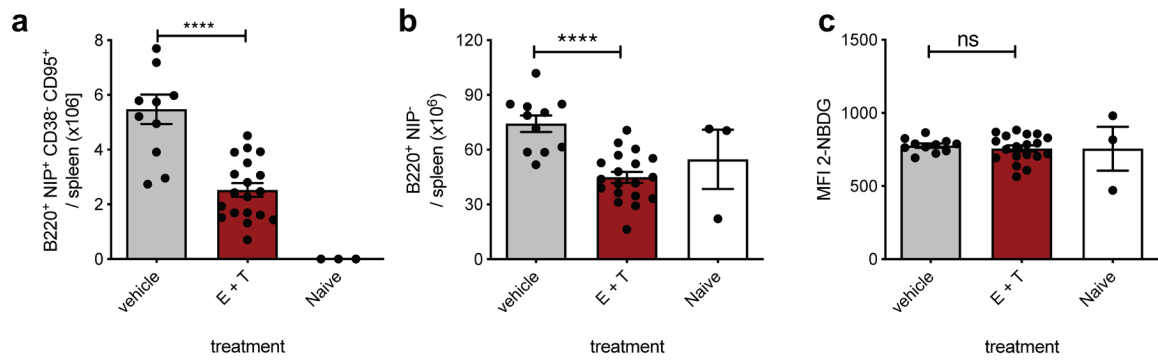 a
****
B220⁺ NIP⁺ CD38⁻ CD95⁺
/ spleen (x106]
8
6
4
2
0
vehicle
E + T
Naive
treatment
b
****
B220⁺ NIP⁻
/ spleen (x10⁶)
120
90
60
30
0
vehicle
E + T
Naive
treatment
c
ns
MFI 2-NBDG
1500
1000
500
0
vehicle
E + T
Naive
treatment